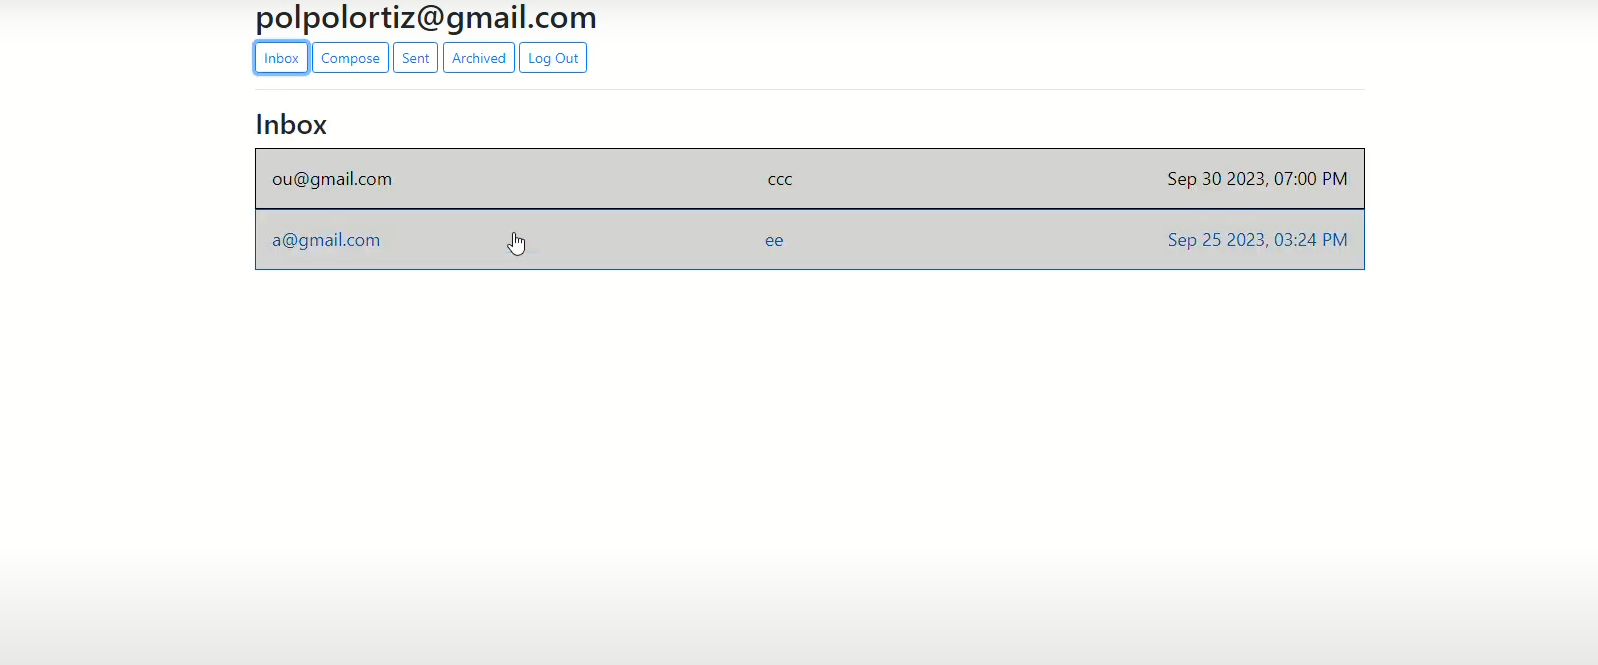 polpolortiz@gmail.com
Inbox Compose Sent Archived Log Out
Inbox
ou@gmail.com ccc Sep 30 2023, 07:00 PM
a@gmail.com ee Sep 25 2023, 03:24 PM